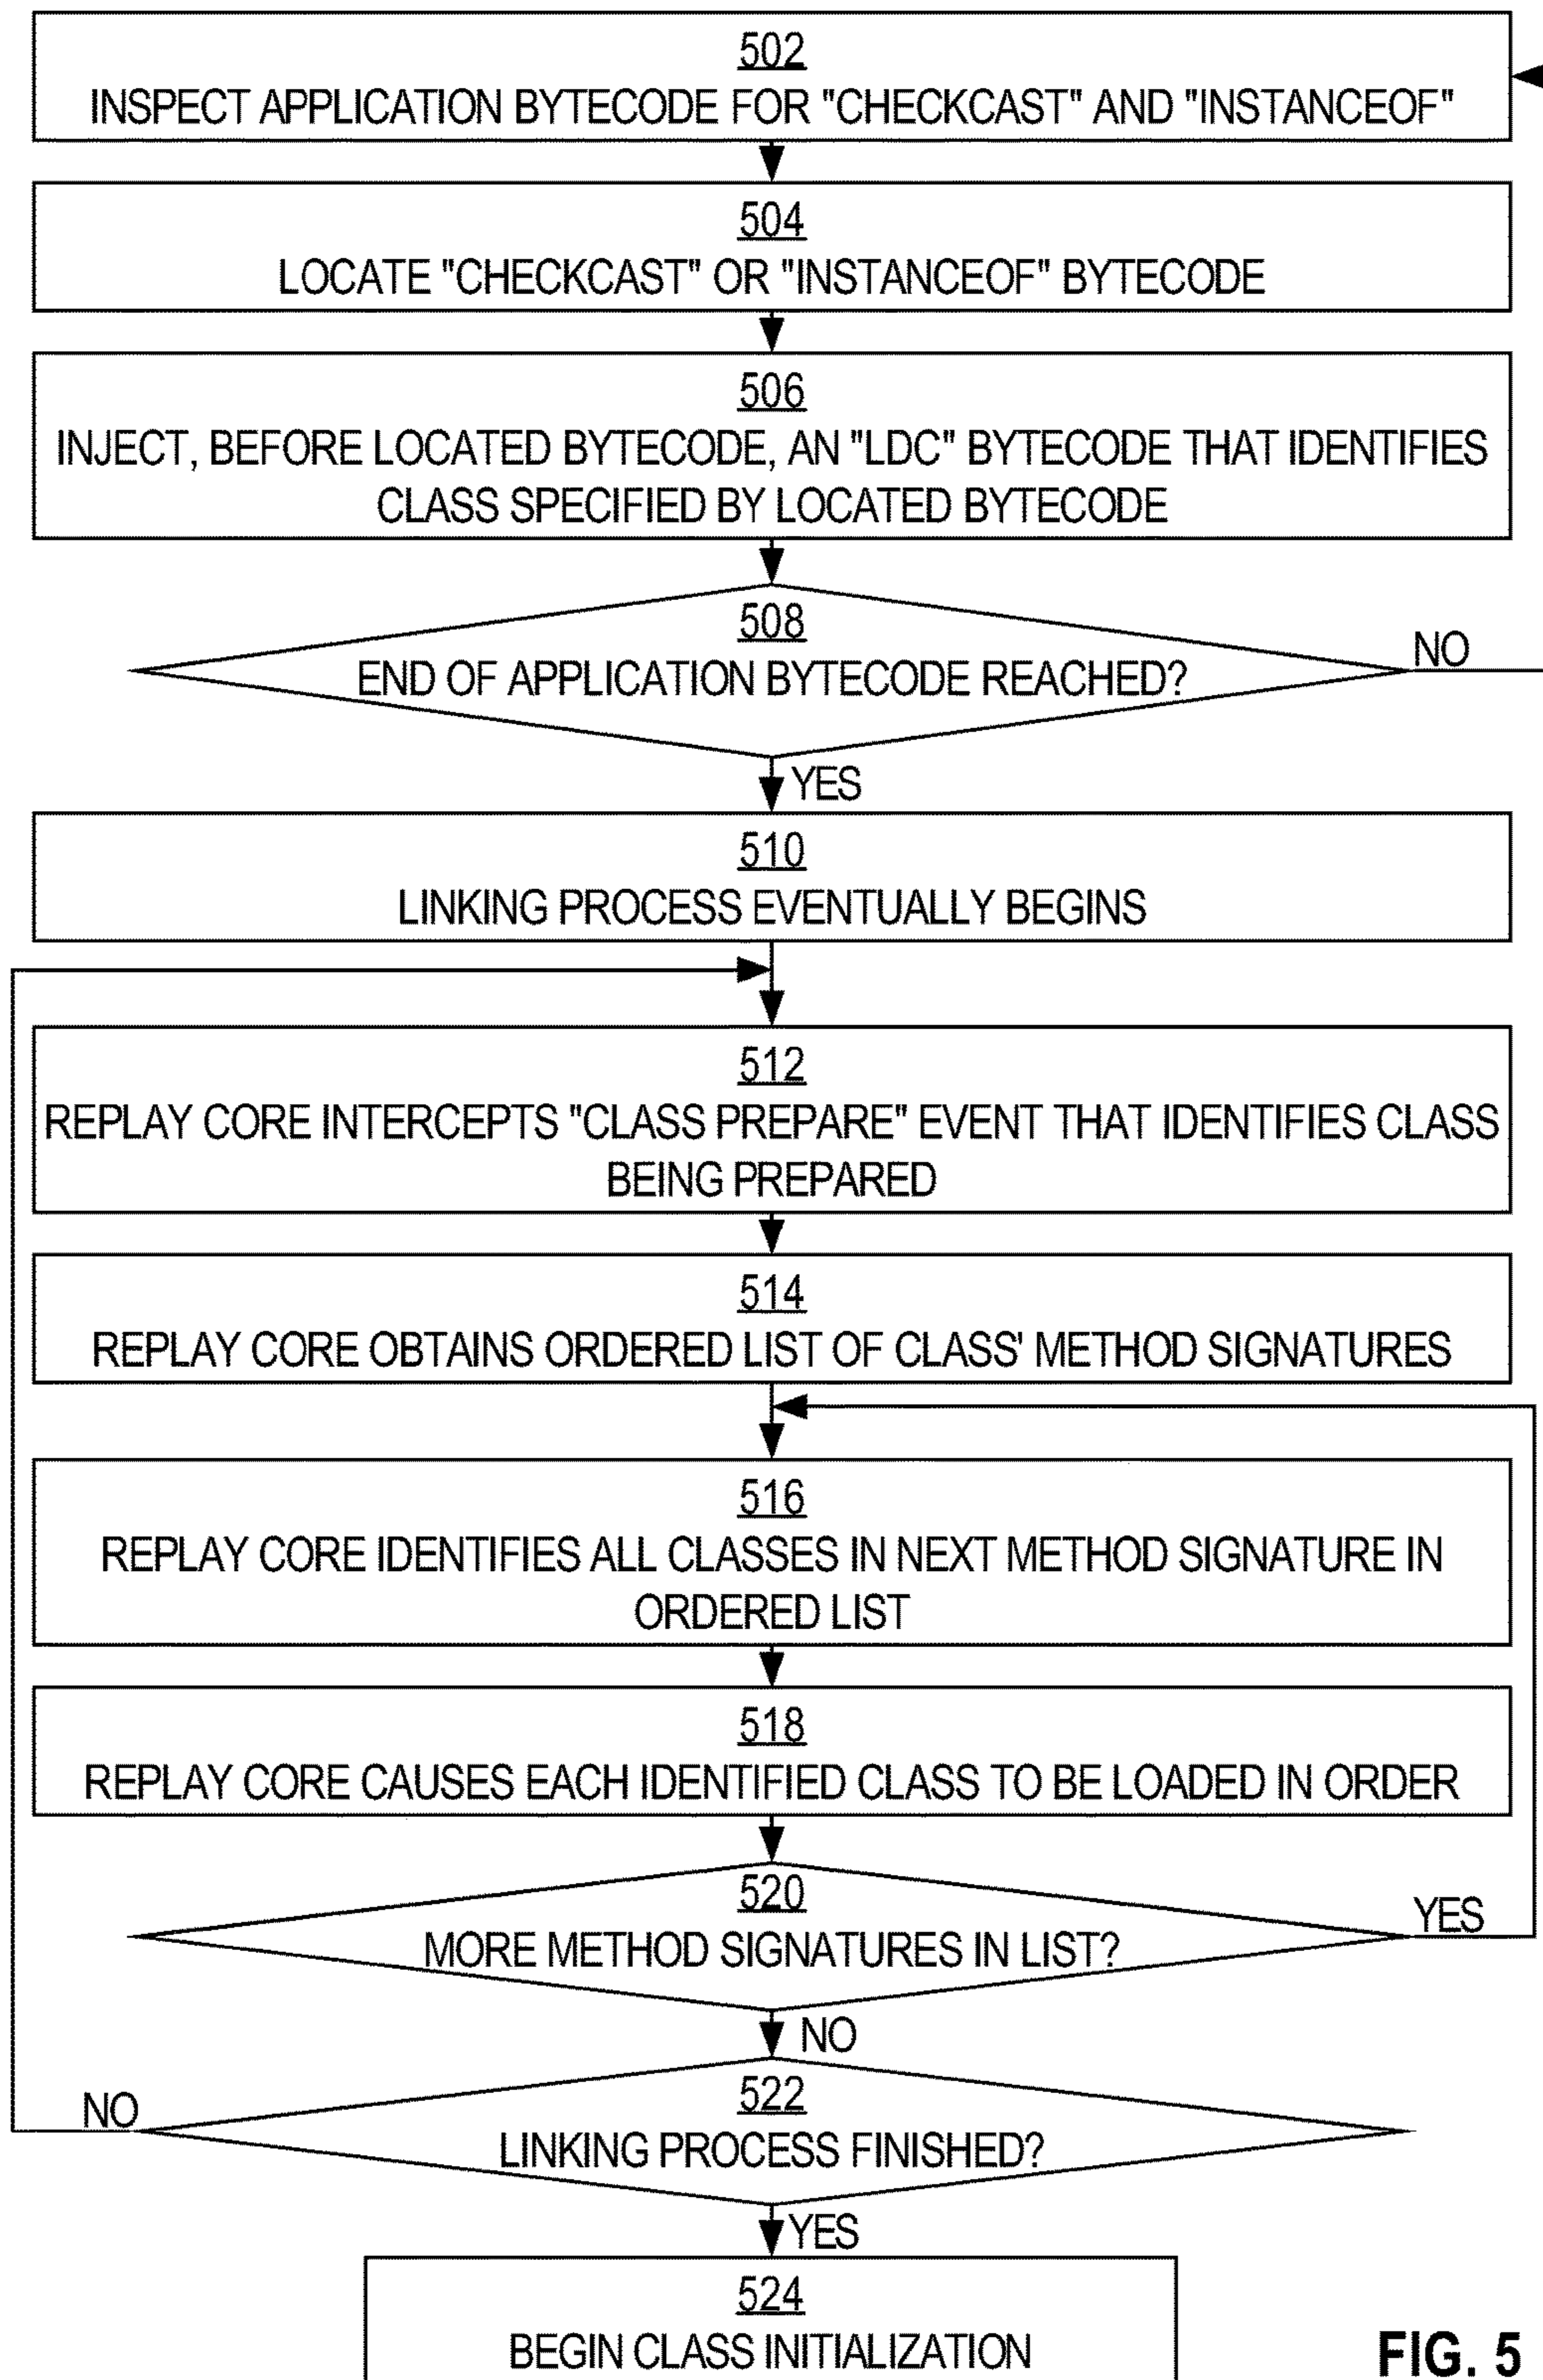 502
INSPECT APPLICATION BYTECODE FOR "CHECKCAST" AND "INSTANCEOF"
504
LOCATE "CHECKCAST" OR "INSTANCEOF" BYTECODE
506
INJECT, BEFORE LOCATED BYTECODE, AN "LDC" BYTECODE THAT IDENTIFIES
CLASS SPECIFIED BY LOCATED BYTECODE
508
END OF APPLICATION BYTECODE REACHED?
NO
YES
510
LINKING PROCESS EVENTUALLY BEGINS
512
REPLAY CORE INTERCEPTS "CLASS PREPARE" EVENT THAT IDENTIFIES CLASS
BEING PREPARED
514
REPLAY CORE OBTAINS ORDERED LIST OF CLASS' METHOD SIGNATURES
516
REPLAY CORE IDENTIFIES ALL CLASSES IN NEXT METHOD SIGNATURE IN
ORDERED LIST
518
REPLAY CORE CAUSES EACH IDENTIFIED CLASS TO BE LOADED IN ORDER
520
MORE METHOD SIGNATURES IN LIST?
YES
NO
522
LINKING PROCESS FINISHED?
NO
YES
524
BEGIN CLASS INITIALIZATION
FIG. 5